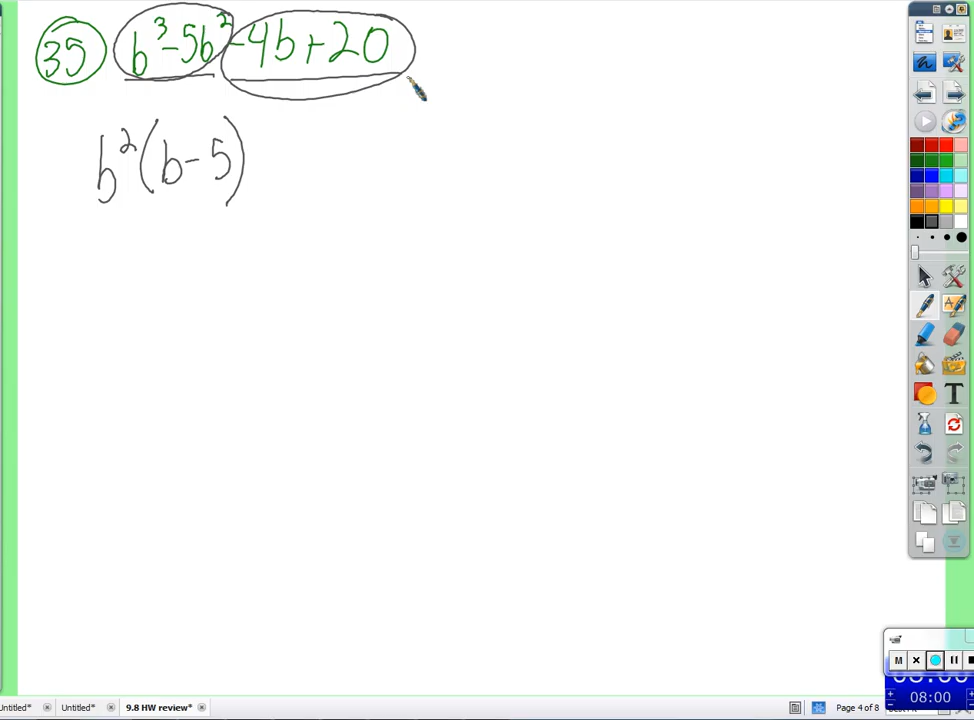 35 b³-5b²-4b+20
b²(b-5)
M
08:00
Untitled* Untitled* 9.8 HW review* Page 4 of 8